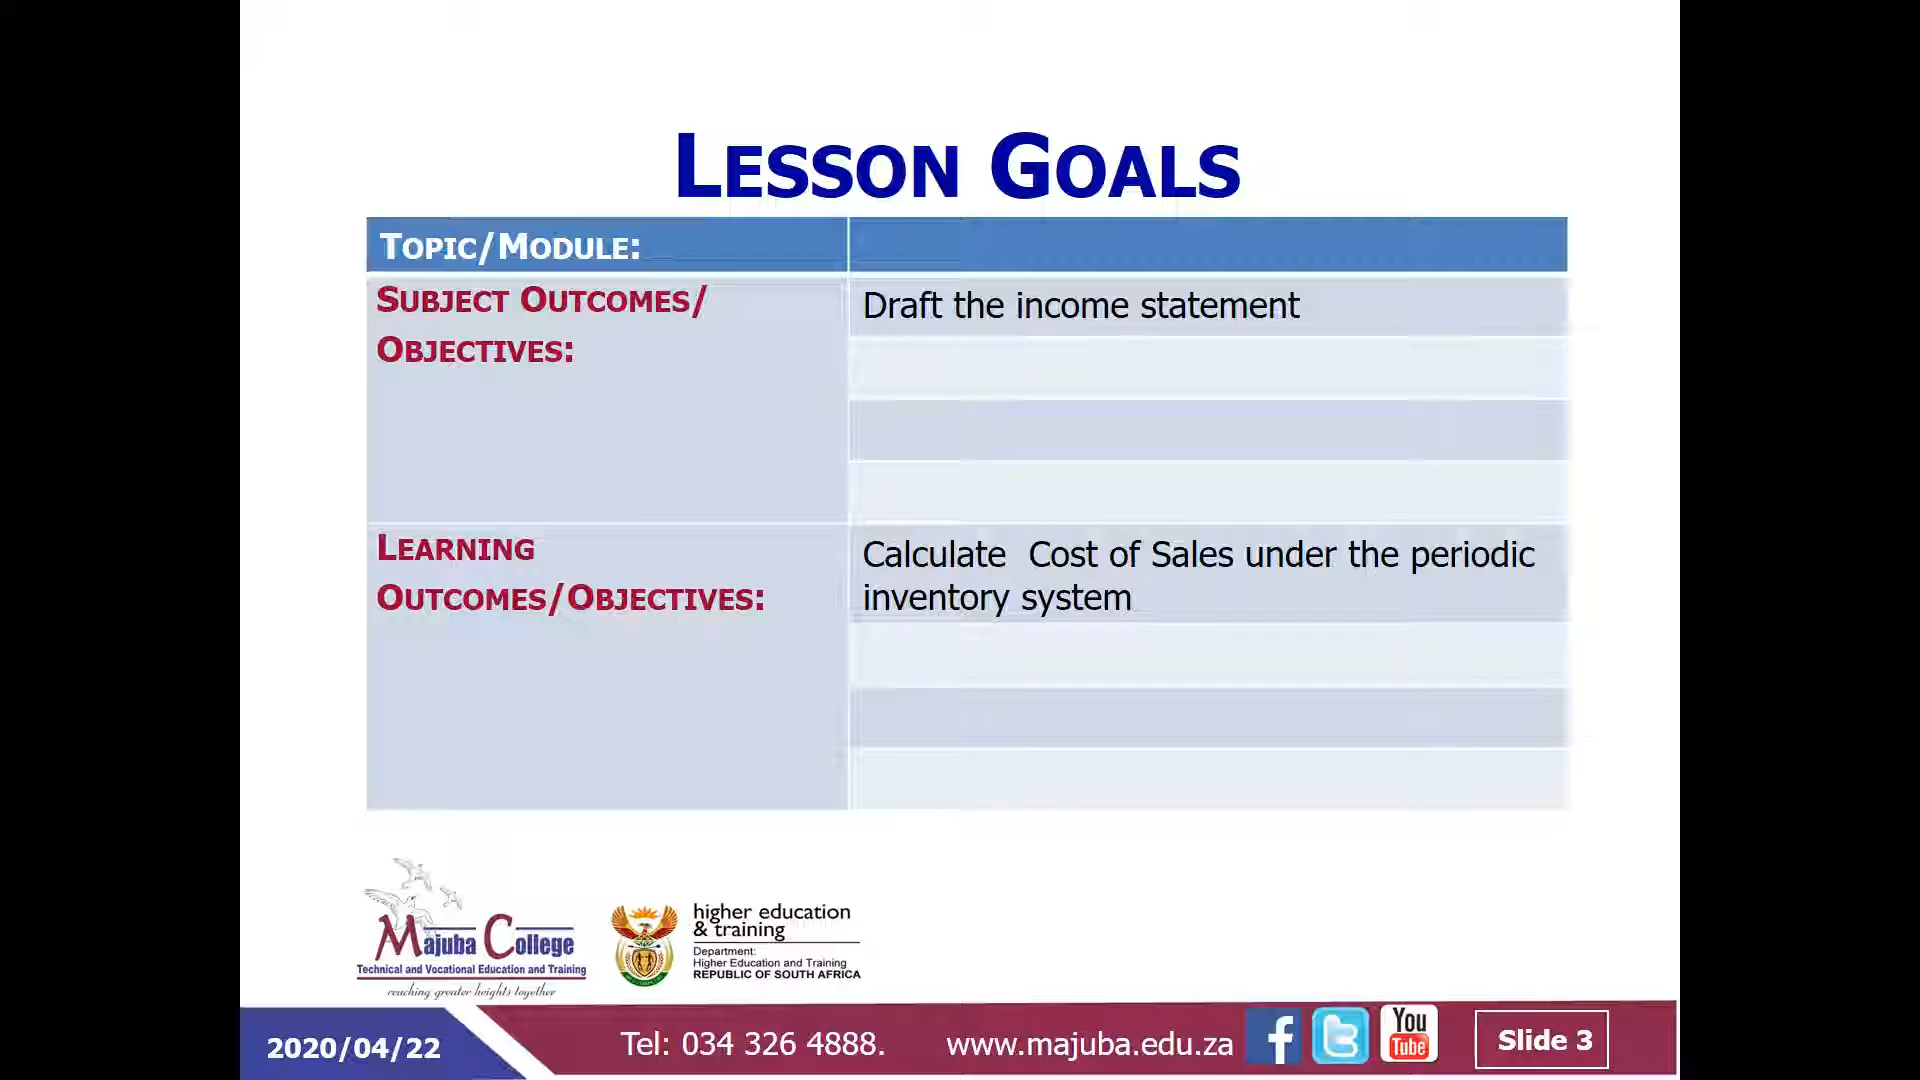 LESSON GOALS
TOPIC/MODULE:
SUBJECT OUTCOMES/
OBJECTIVES:
Draft the income statement
LEARNING
OUTCOMES/OBJECTIVES:
Calculate  Cost of Sales under the periodic
inventory system
Majuba College
Technical and Vocational Education and Training
reaching greater heights together
higher education
& training
Department:
Higher Education and Training
REPUBLIC OF SOUTH AFRICA
2020/04/22
Tel: 034 326 4888.
www.majuba.edu.za
f
t
You
Tube
Slide 3